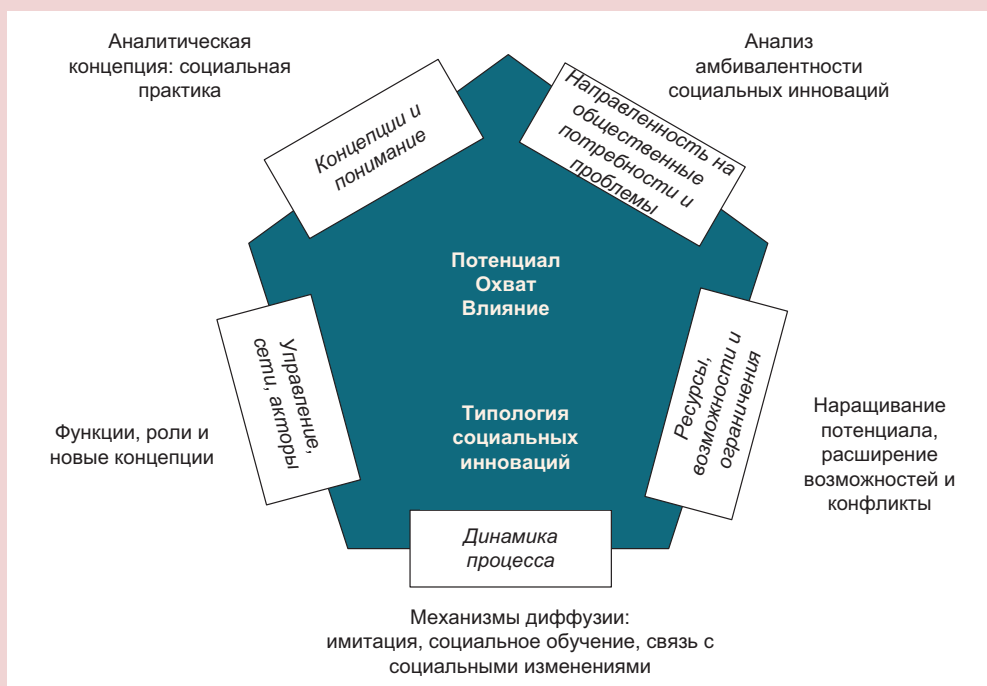 Аналитическая
концепция: социальная
практика
Анализ
амбивалентности
социальных инноваций
Концепции и
понимание
Направленность на
общественные
потребности и
проблемы
Потенциал
Охват
Влияние
Управление,
сети, акторы
Ресурсы,
возможности и
ограничения
Типология
социальных
инноваций
Функции, роли и
новые концепции
Наращивание
потенциала,
расширение
возможностей и
конфликты
Динамика
процесса
Механизмы диффузии:
имитация, социальное обучение, связь с
социальными изменениями